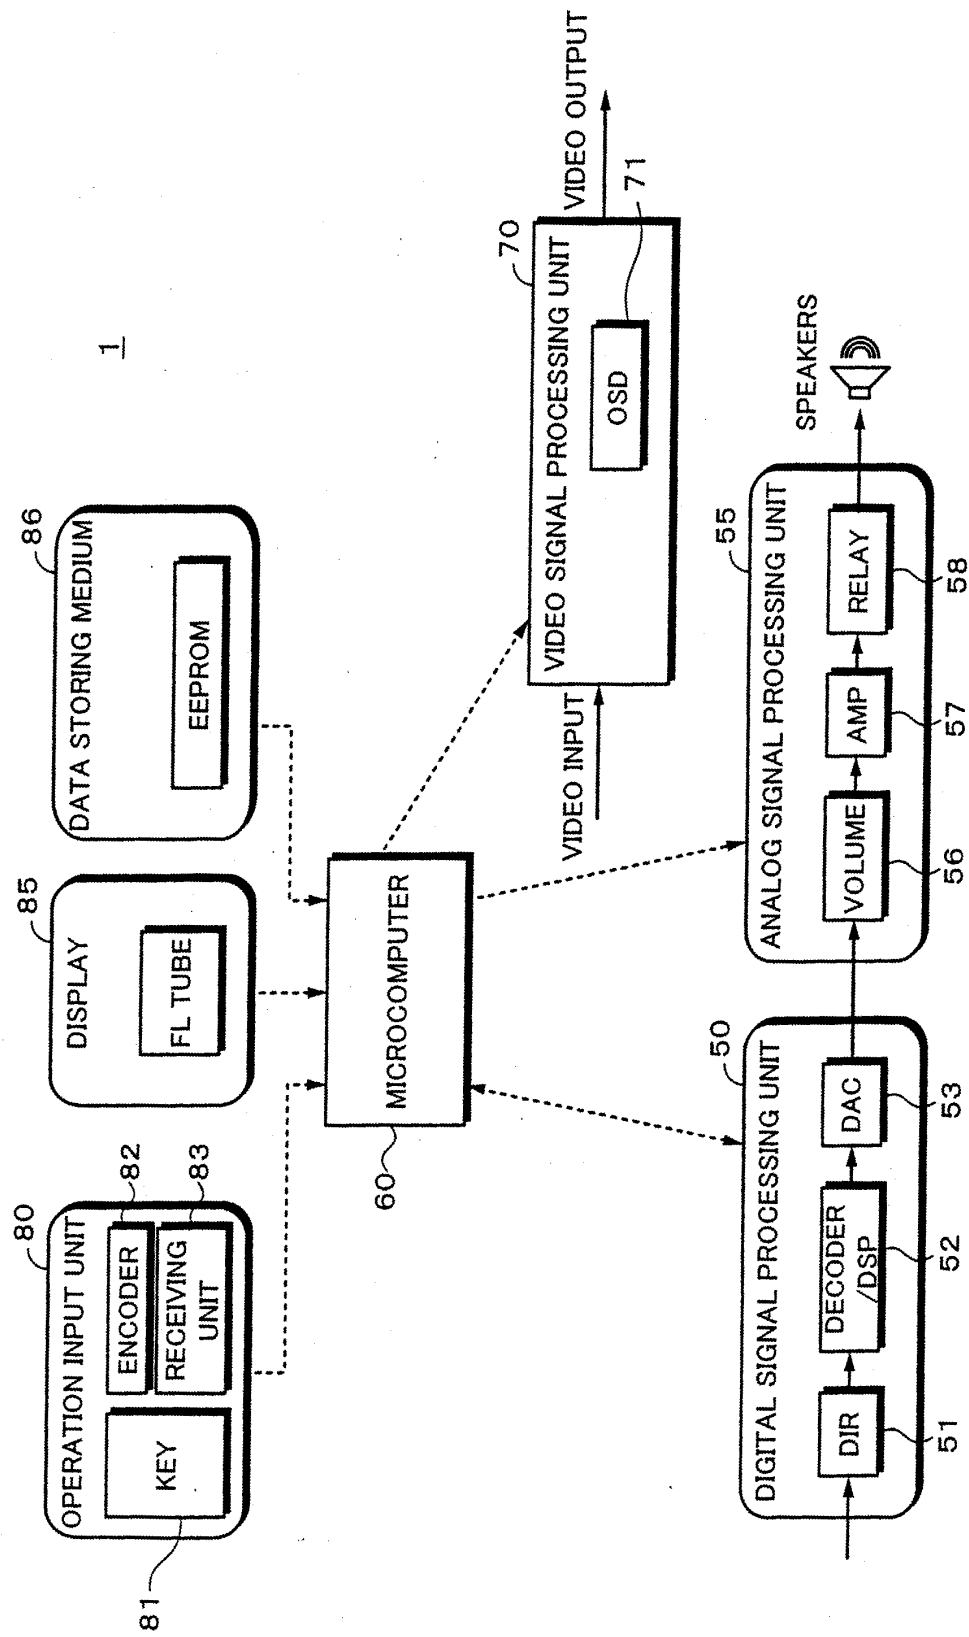 1
80
OPERATION INPUT UNIT
81
KEY
ENCODER
82
RECEIVING
UNIT
83
85
DISPLAY
FL TUBE
86
DATA STORING MEDIUM
EEPROM
60
MICROCOMPUTER
70
VIDEO SIGNAL PROCESSING UNIT
OSD
71
VIDEO INPUT
VIDEO OUTPUT
50
DIGITAL SIGNAL PROCESSING UNIT
DIR
51
DECODER
/DSP
52
DAC
53
55
ANALOG SIGNAL PROCESSING UNIT
VOLUME
56
AMP
57
RELAY
58
SPEAKERS